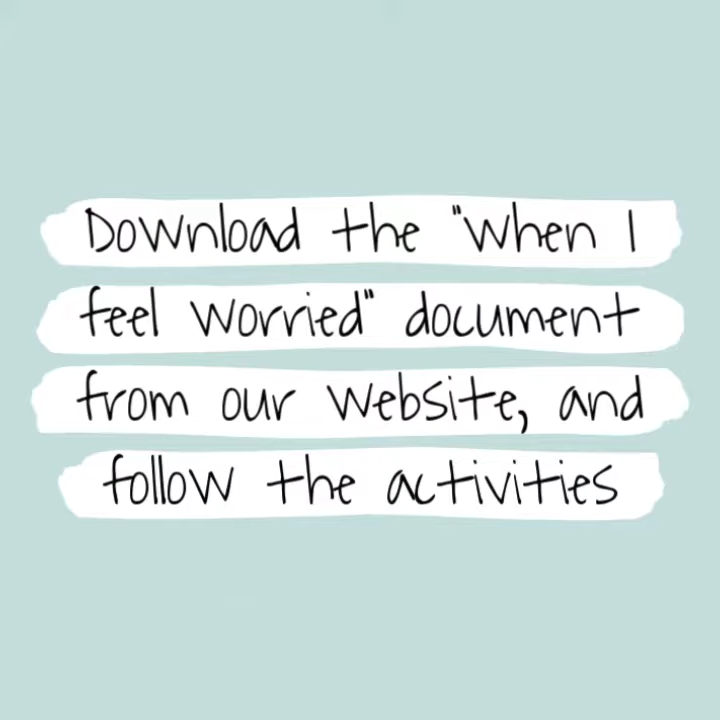 Download the "When I
feel worried" document
from our website, and
follow the activities